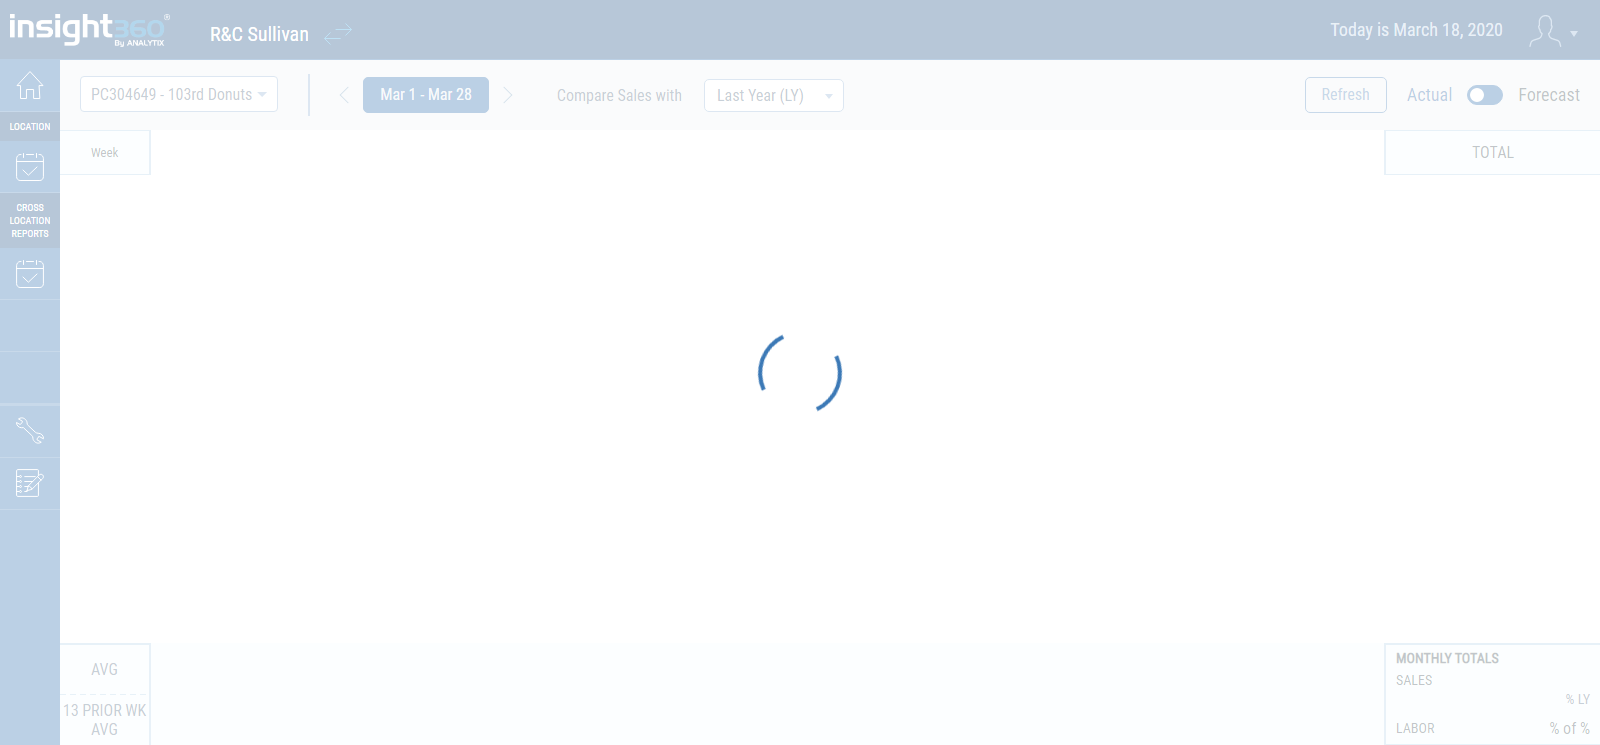 insight360®
By ANALYTIX
R&C Sullivan
Today is March 18, 2020
PC304649 - 103rd Donuts
Mar 1 - Mar 28
Compare Sales with
Last Year (LY)
Refresh
Actual
Forecast
LOCATION
CROSS
LOCATION
REPORTS
Week
TOTAL
AVG
13 PRIOR WK
AVG
MONTHLY TOTALS
SALES
% LY
LABOR
% of %